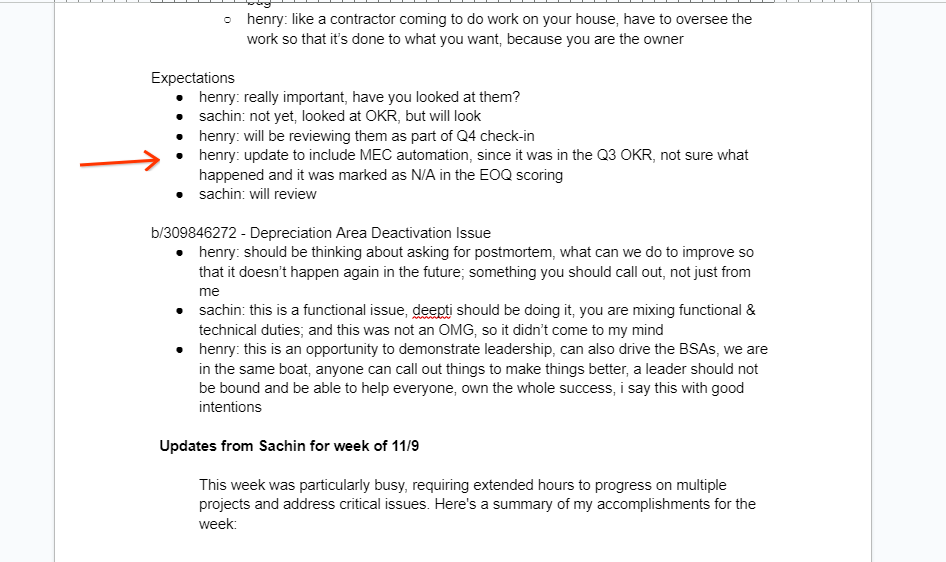 henry: like a contractor coming to do work on your house, have to oversee the
work so that it's done to what you want, because you are the owner
Expectations
henry: really important, have you looked at them?
sachin: not yet, looked at OKR, but will look
henry: will be reviewing them as part of Q4 check-in
henry: update to include MEC automation, since it was in the Q3 OKR, not sure what
happened and it was marked as N/A in the EOQ scoring
sachin: will review
b/309846272 - Depreciation Area Deactivation Issue
henry: should be thinking about asking for postmortem, what can we do to improve so
that it doesn't happen again in the future; something you should call out, not just from
me
sachin: this is a functional issue, deepti should be doing it, you are mixing functional &
technical duties; and this was not an OMG, so it didn't come to my mind
henry: this is an opportunity to demonstrate leadership, can also drive the BSAs, we are
in the same boat, anyone can call out things to make things better, a leader should not
be bound and be able to help everyone, own the whole success, i say this with good
intentions
Updates from Sachin for week of 11/9
This week was particularly busy, requiring extended hours to progress on multiple
projects and address critical issues. Here's a summary of my accomplishments for the
week: